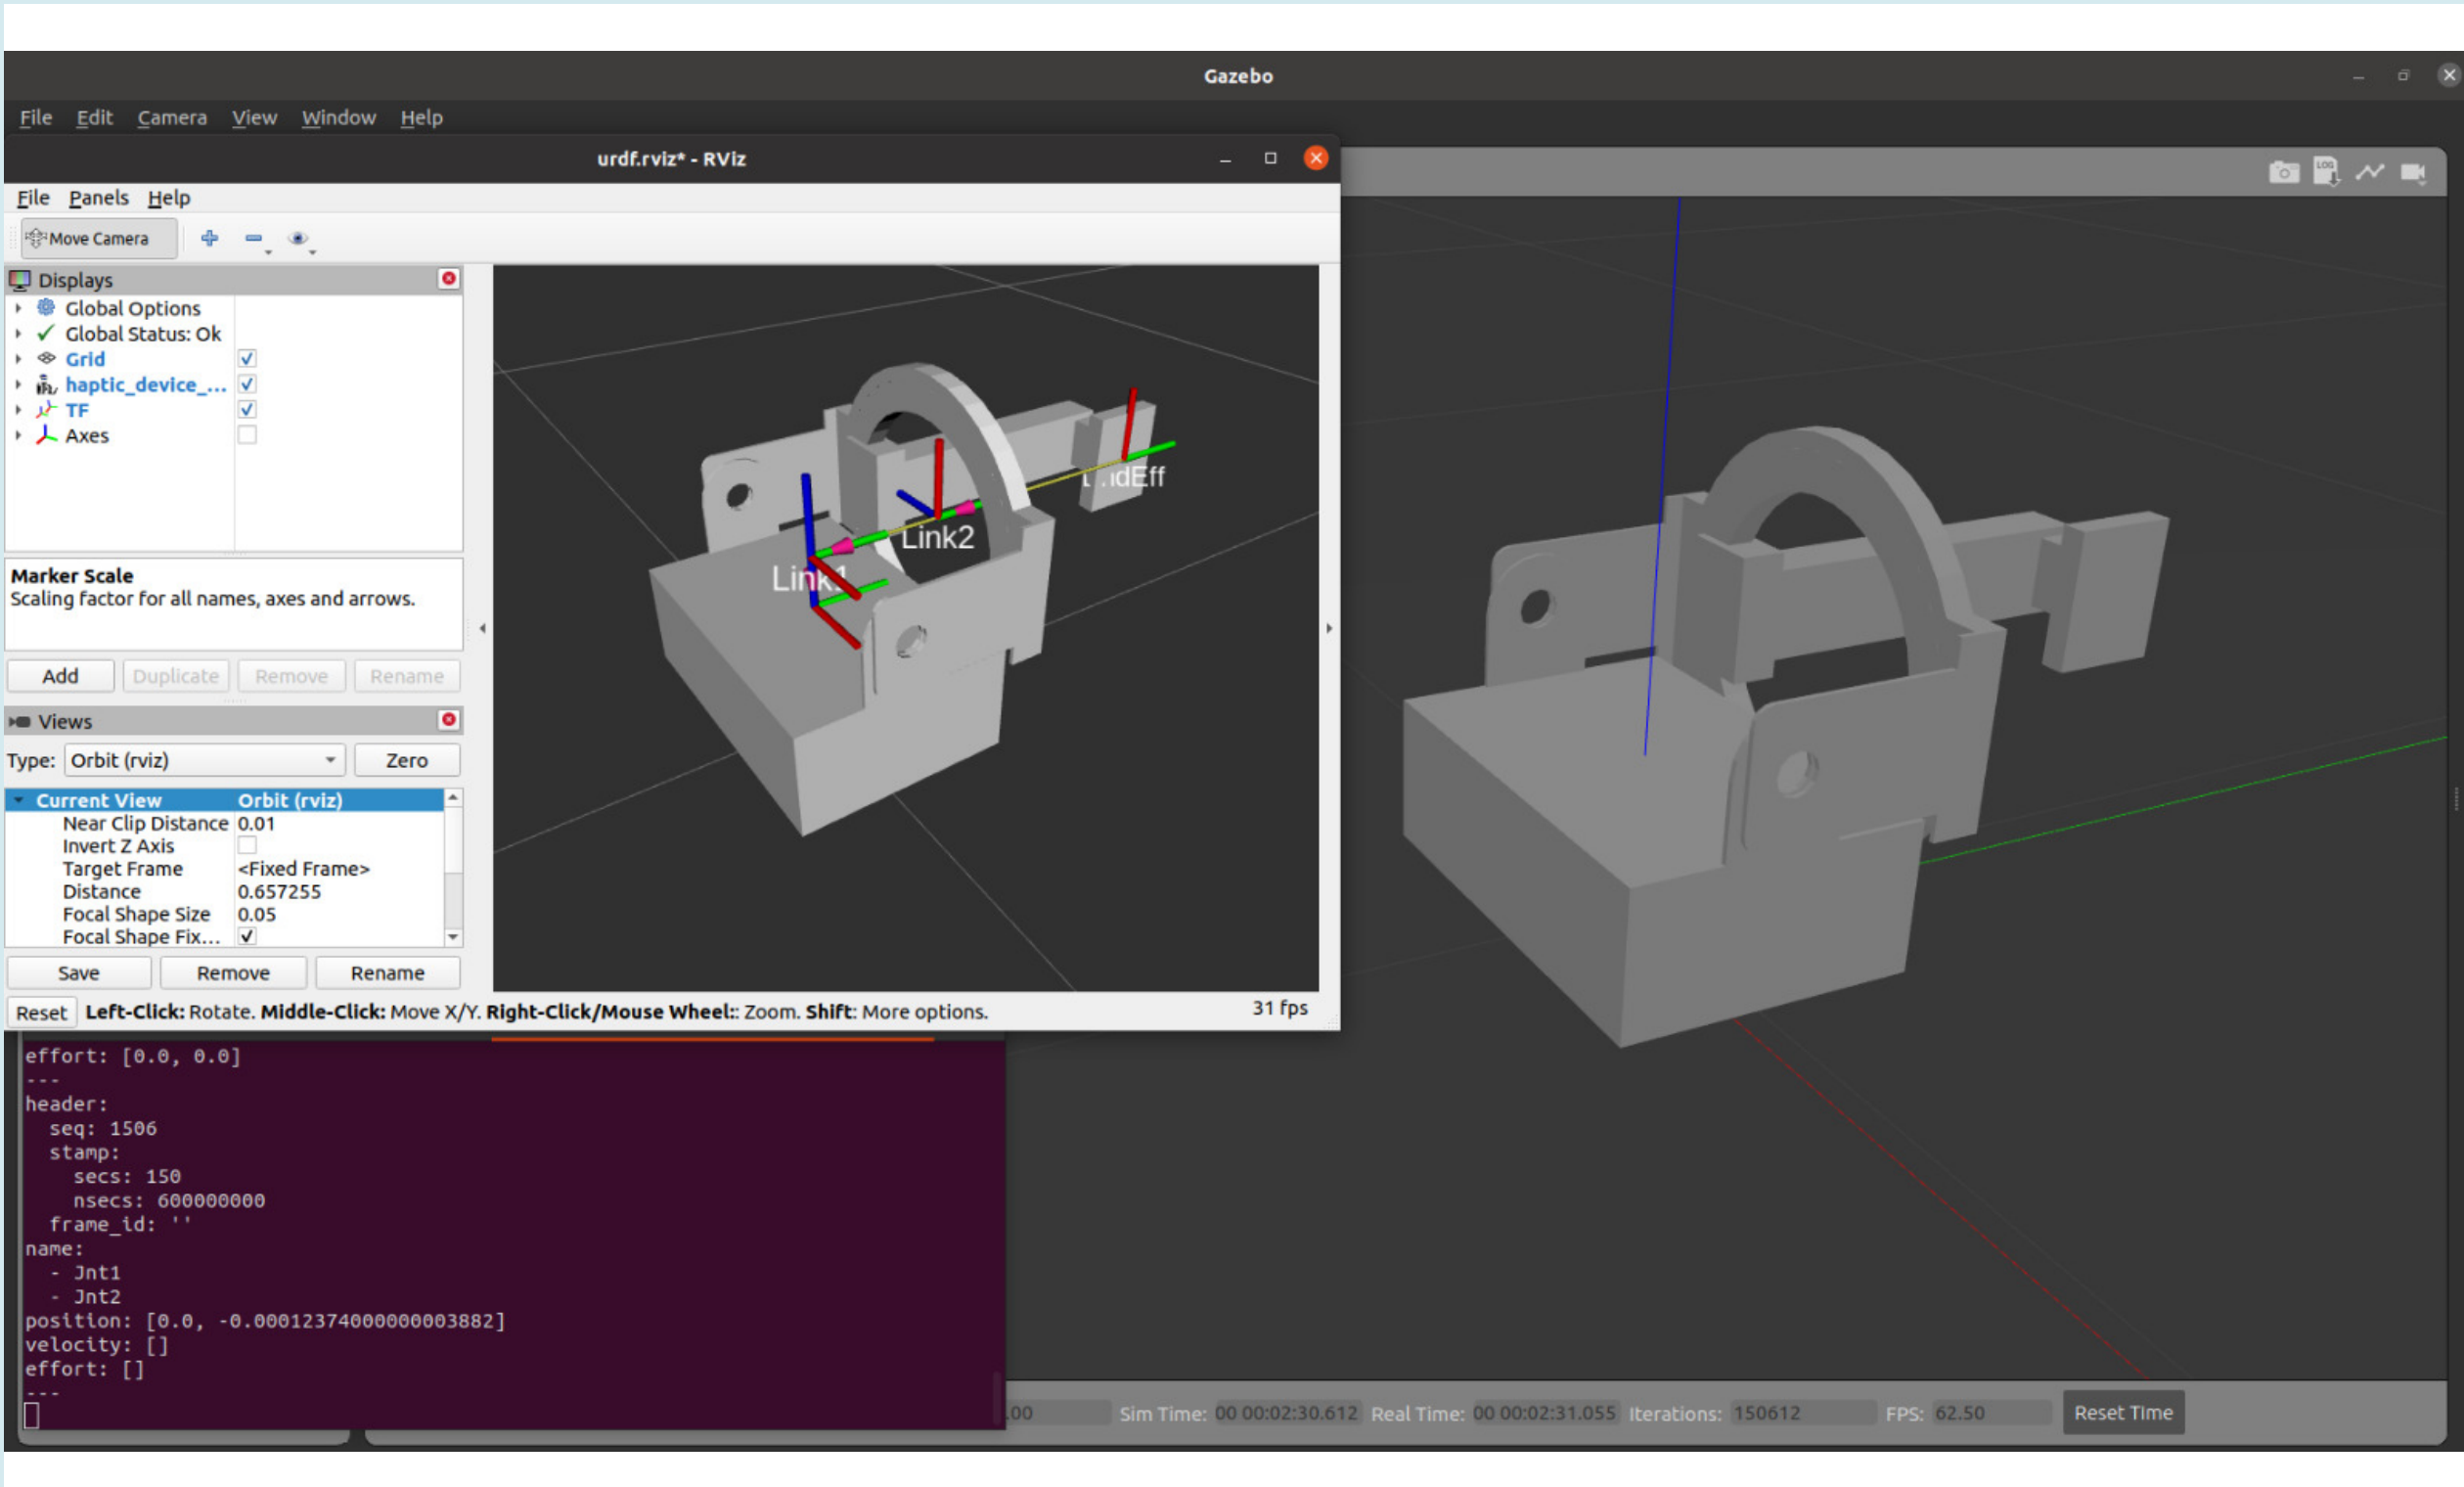 Gazebo
File Edit Camera View Window Help
urdf.rviz* - RViz
File Panels Help
Move Camera
Displays
Global Options
Global Status: Ok
Grid
haptic_device_...
TF
Axes
Marker Scale
Scaling factor for all names, axes and arrows.
Add Duplicate Remove Rename
Views
Type: Orbit (rviz) Zero
Current View Orbit (rviz)
Near Clip Distance 0.01
Invert Z Axis
Target Frame <Fixed Frame>
Distance 0.657255
Focal Shape Size 0.05
Focal Shape Fix...
Save Remove Rename
Reset Left-Click: Rotate. Middle-Click: Move X/Y. Right-Click/Mouse Wheel:: Zoom. Shift: More options.
31 fps
Link1
Link2
LOG
effort: [0.0, 0.0]
---
header:
seq: 1506
stamp:
secs: 150
nsecs: 600000000
frame_id: ''
name:
- Jnt1
- Jnt2
position: [0.0, -0.00012374000000003882]
velocity: []
effort: []
---
.00 Sim Time: 00 00:02:30.612 Real Time: 00 00:02:31.055 Iterations: 150612 FPS: 62.50 Reset Time